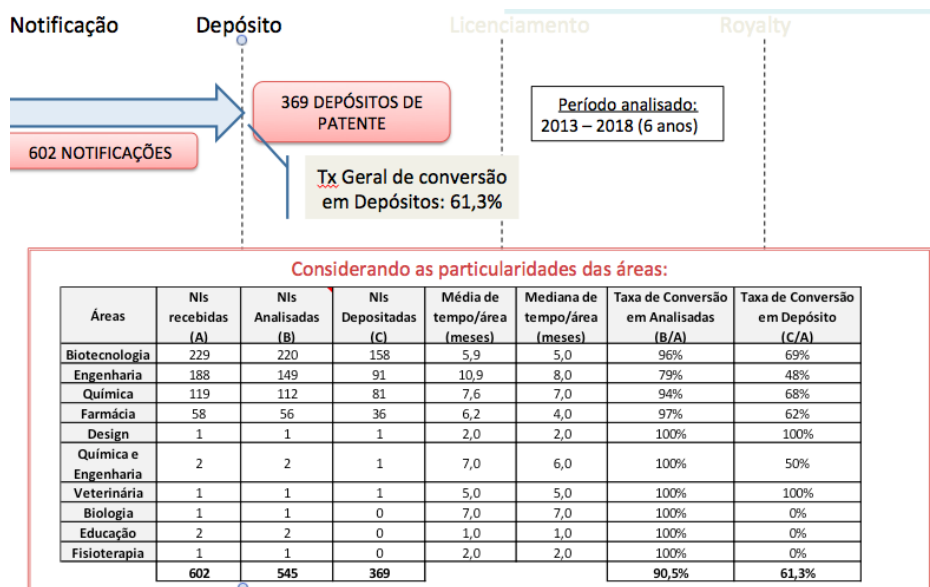 Notificação Depósito Licenciamento Royalty
369 DEPÓSITOS DE
PATENTE
Período analisado:
2013 – 2018 (6 anos)
602 NOTIFICAÇÕES
Tx Geral de conversão
em Depósitos: 61,3%
Considerando as particularidades das áreas:
Áreas NIs recebidas (A) NIs Analisadas (B) NIs Depositadas (C) Média de tempo/área (meses) Mediana de tempo/área (meses) Taxa de Conversão em Analisadas (B/A) Taxa de Conversão em Depósito (C/A)
Biotecnologia 229 220 158 5,9 5,0 96% 69%
Engenharia 188 149 91 10,9 8,0 79% 48%
Química 119 112 81 7,6 7,0 94% 68%
Farmácia 58 56 36 6,2 4,0 97% 62%
Design 1 1 1 2,0 2,0 100% 100%
Química e Engenharia 2 2 1 7,0 6,0 100% 50%
Veterinária 1 1 1 5,0 5,0 100% 100%
Biologia 1 1 0 7,0 7,0 100% 0%
Educação 2 2 0 1,0 1,0 100% 0%
Fisioterapia 1 1 0 2,0 2,0 100% 0%
602 545 369 90,5% 61,3%